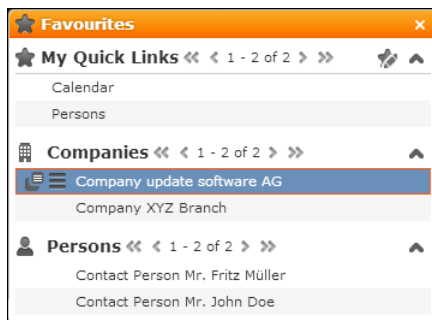 Favourites ×
My Quick Links « < 1 - 2 of 2 > »
Calendar
Persons
Companies « < 1 - 2 of 2 > »
Company update software AG
Company XYZ Branch
Persons « < 1 - 2 of 2 > »
Contact Person Mr. Fritz Müller
Contact Person Mr. John Doe